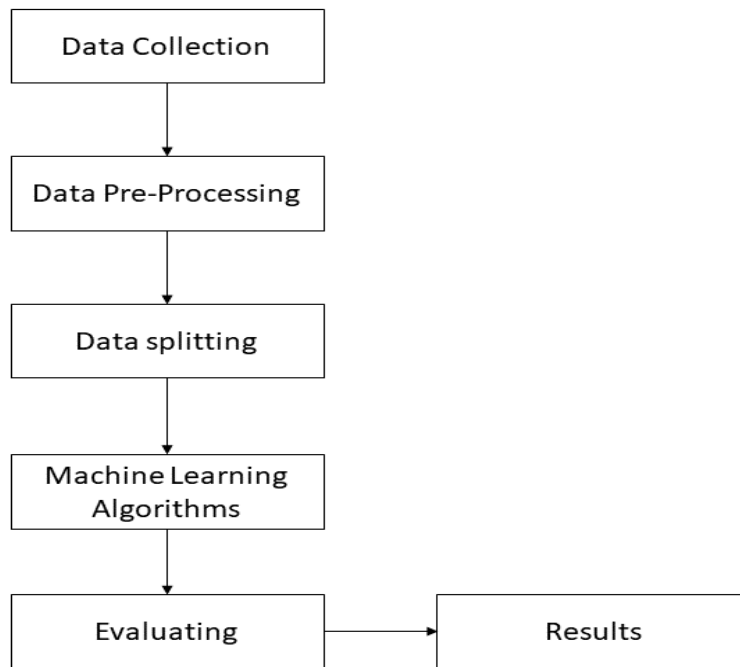 Data Collection
Data Pre-Processing
Data splitting
Machine Learning
Algorithms
Evaluating
Results